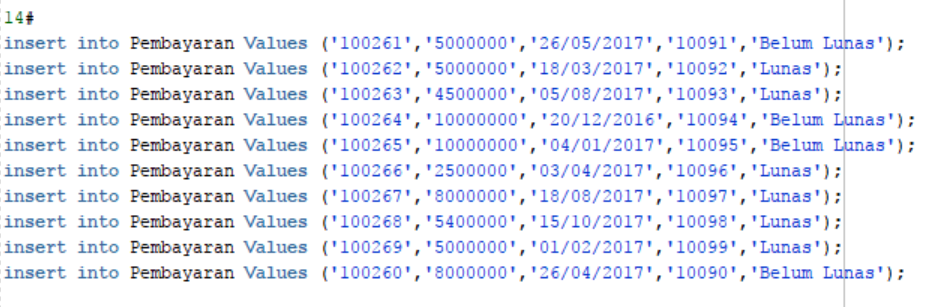 14#
insert into Pembayaran Values ('100261','5000000','26/05/2017','10091','Belum Lunas');
insert into Pembayaran Values ('100262','5000000','18/03/2017','10092','Lunas');
insert into Pembayaran Values ('100263','4500000','05/08/2017','10093','Lunas');
insert into Pembayaran Values ('100264','10000000','20/12/2016','10094','Belum Lunas');
insert into Pembayaran Values ('100265','10000000','04/01/2017','10095','Belum Lunas');
insert into Pembayaran Values ('100266','2500000','03/04/2017','10096','Lunas');
insert into Pembayaran Values ('100267','8000000','18/08/2017','10097','Lunas');
insert into Pembayaran Values ('100268','5400000','15/10/2017','10098','Lunas');
insert into Pembayaran Values ('100269','5000000','01/02/2017','10099','Lunas');
insert into Pembayaran Values ('100260','8000000','26/04/2017','10090','Belum Lunas');